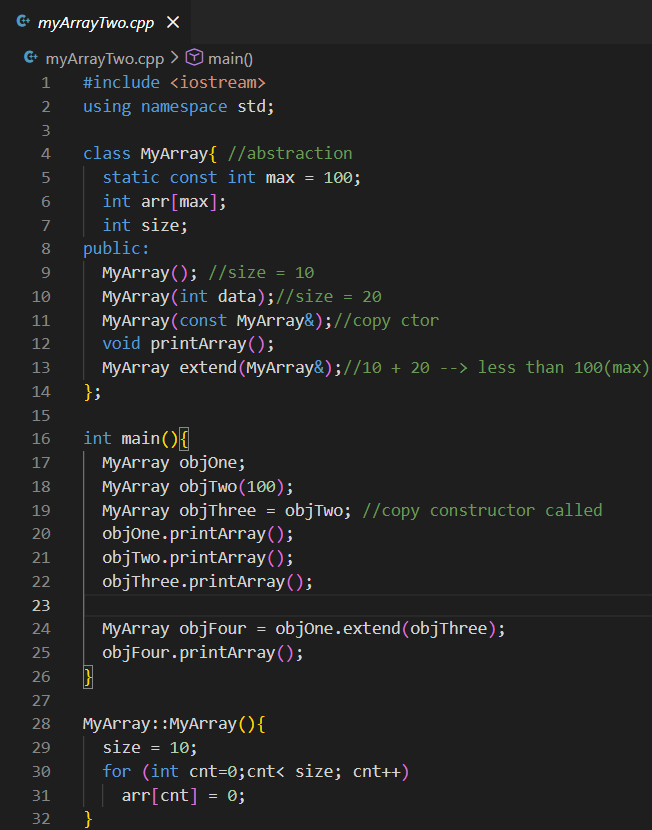 myArrayTwo.cpp ×
myArrayTwo.cpp > main()
1 #include <iostream>
2 using namespace std;
3
4 class MyArray{ //abstraction
5 static const int max = 100;
6 int arr[max];
7 int size;
8 public:
9 MyArray(); //size = 10
10 MyArray(int data);//size = 20
11 MyArray(const MyArray&);//copy ctor
12 void printArray();
13 MyArray extend(MyArray&);//10 + 20 --> less than 100(max)
14 };
15
16 int main(){
17 MyArray objOne;
18 MyArray objTwo(100);
19 MyArray objThree = objTwo; //copy constructor called
20 objOne.printArray();
21 objTwo.printArray();
22 objThree.printArray();
23
24 MyArray objFour = objOne.extend(objThree);
25 objFour.printArray();
26 }
27
28 MyArray::MyArray(){
29 size = 10;
30 for (int cnt=0;cnt< size; cnt++)
31 arr[cnt] = 0;
32 }